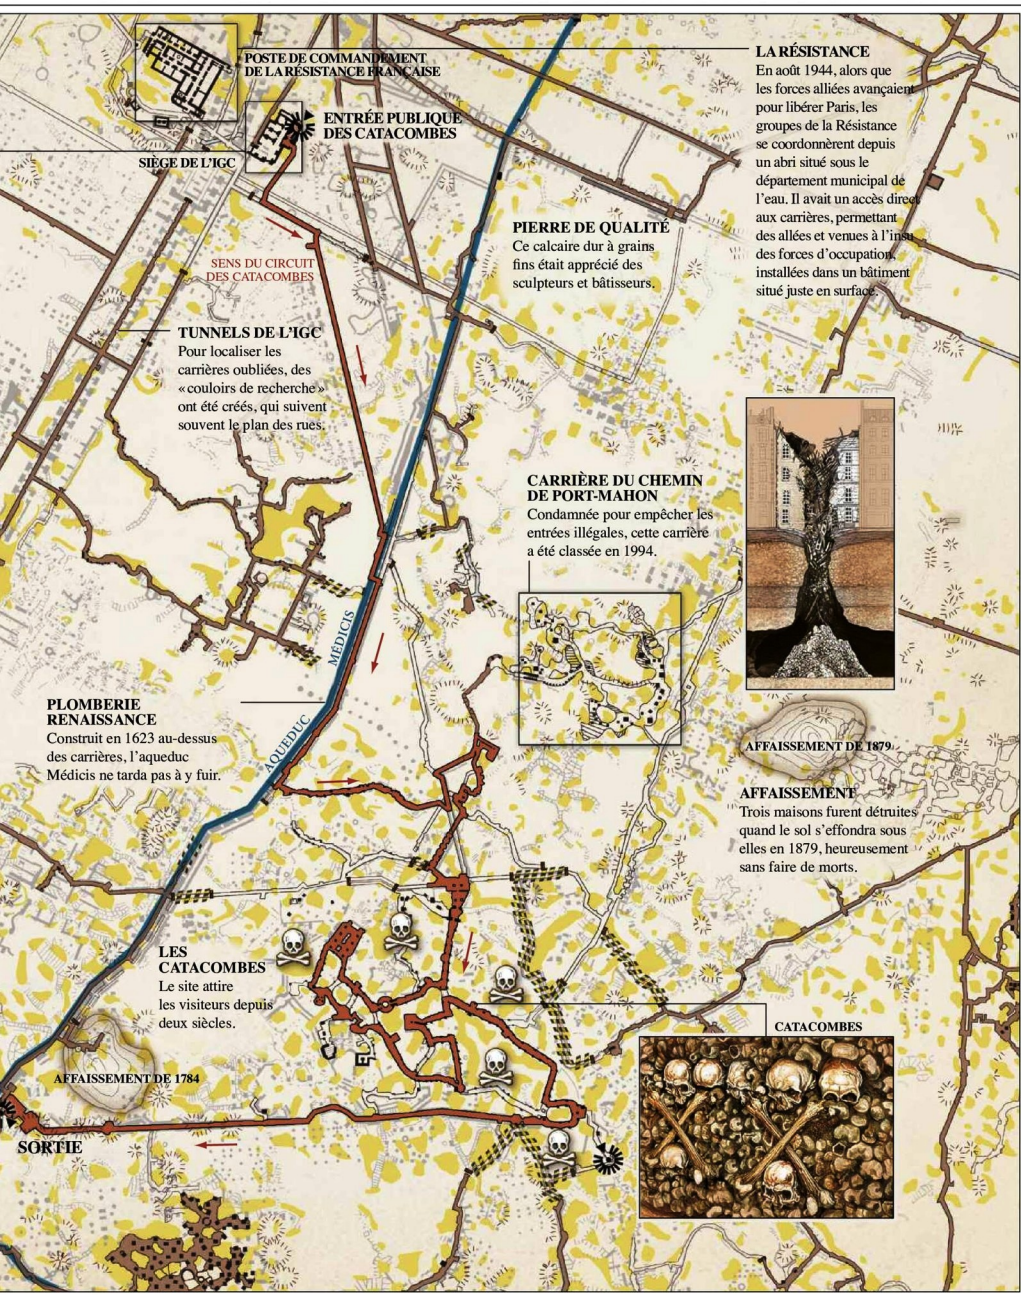 POSTE DE COMMANDEMENT
DE LA RÉSISTANCE FRANÇAISE
ENTRÉE PUBLIQUE
DES CATACOMBES
SIÈGE DE L'IGC
LA RÉSISTANCE
En août 1944, alors que
les forces alliées avançaient
pour libérer Paris, les
groupes de la Résistance
se coordonnèrent depuis
un abri situé sous le
département municipal de
l'eau. Il avait un accès direct
aux carrières, permettant
des allées et venues à l'insu
des forces d'occupation,
installées dans un bâtiment
situé juste en surface.
PIERRE DE QUALITÉ
Ce calcaire dur à grains
fins était apprécié des
sculpteurs et bâtisseurs.
SENS DU CIRCUIT
DES CATACOMBES
TUNNELS DE L'IGC
Pour localiser les
carrières oubliées, des
«couloirs de recherche»
ont été créés, qui suivent
souvent le plan des rues.
CARRIÈRE DU CHEMIN
DE PORT-MAHON
Condamnée pour empêcher les
entrées illégales, cette carrière
a été classée en 1994.
AQUEDUC MÉDICIS
PLOMBERIE
RENAISSANCE
Construit en 1623 au-dessus
des carrières, l'aqueduc
Médicis ne tarda pas à y fuir.
AFFAISSEMENT DE 1879
AFFAISSEMENT
Trois maisons furent détruites
quand le sol s'effondra sous
elles en 1879, heureusement
sans faire de morts.
LES
CATACOMBES
Le site attire
les visiteurs depuis
deux siècles.
CATACOMBES
AFFAISSEMENT DE 1784
SORTIE